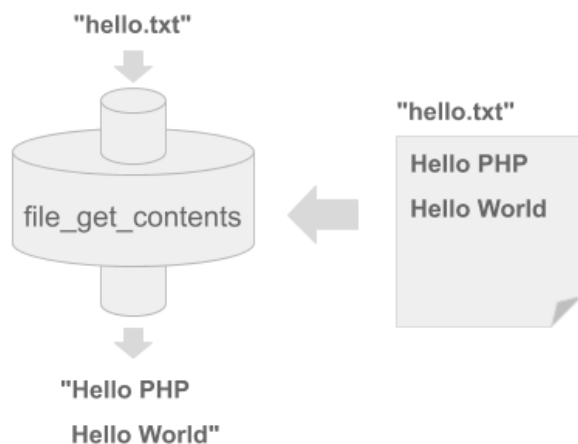 "hello.txt"
file_get_contents
"Hello PHP
Hello World"
"hello.txt"
Hello PHP
Hello World